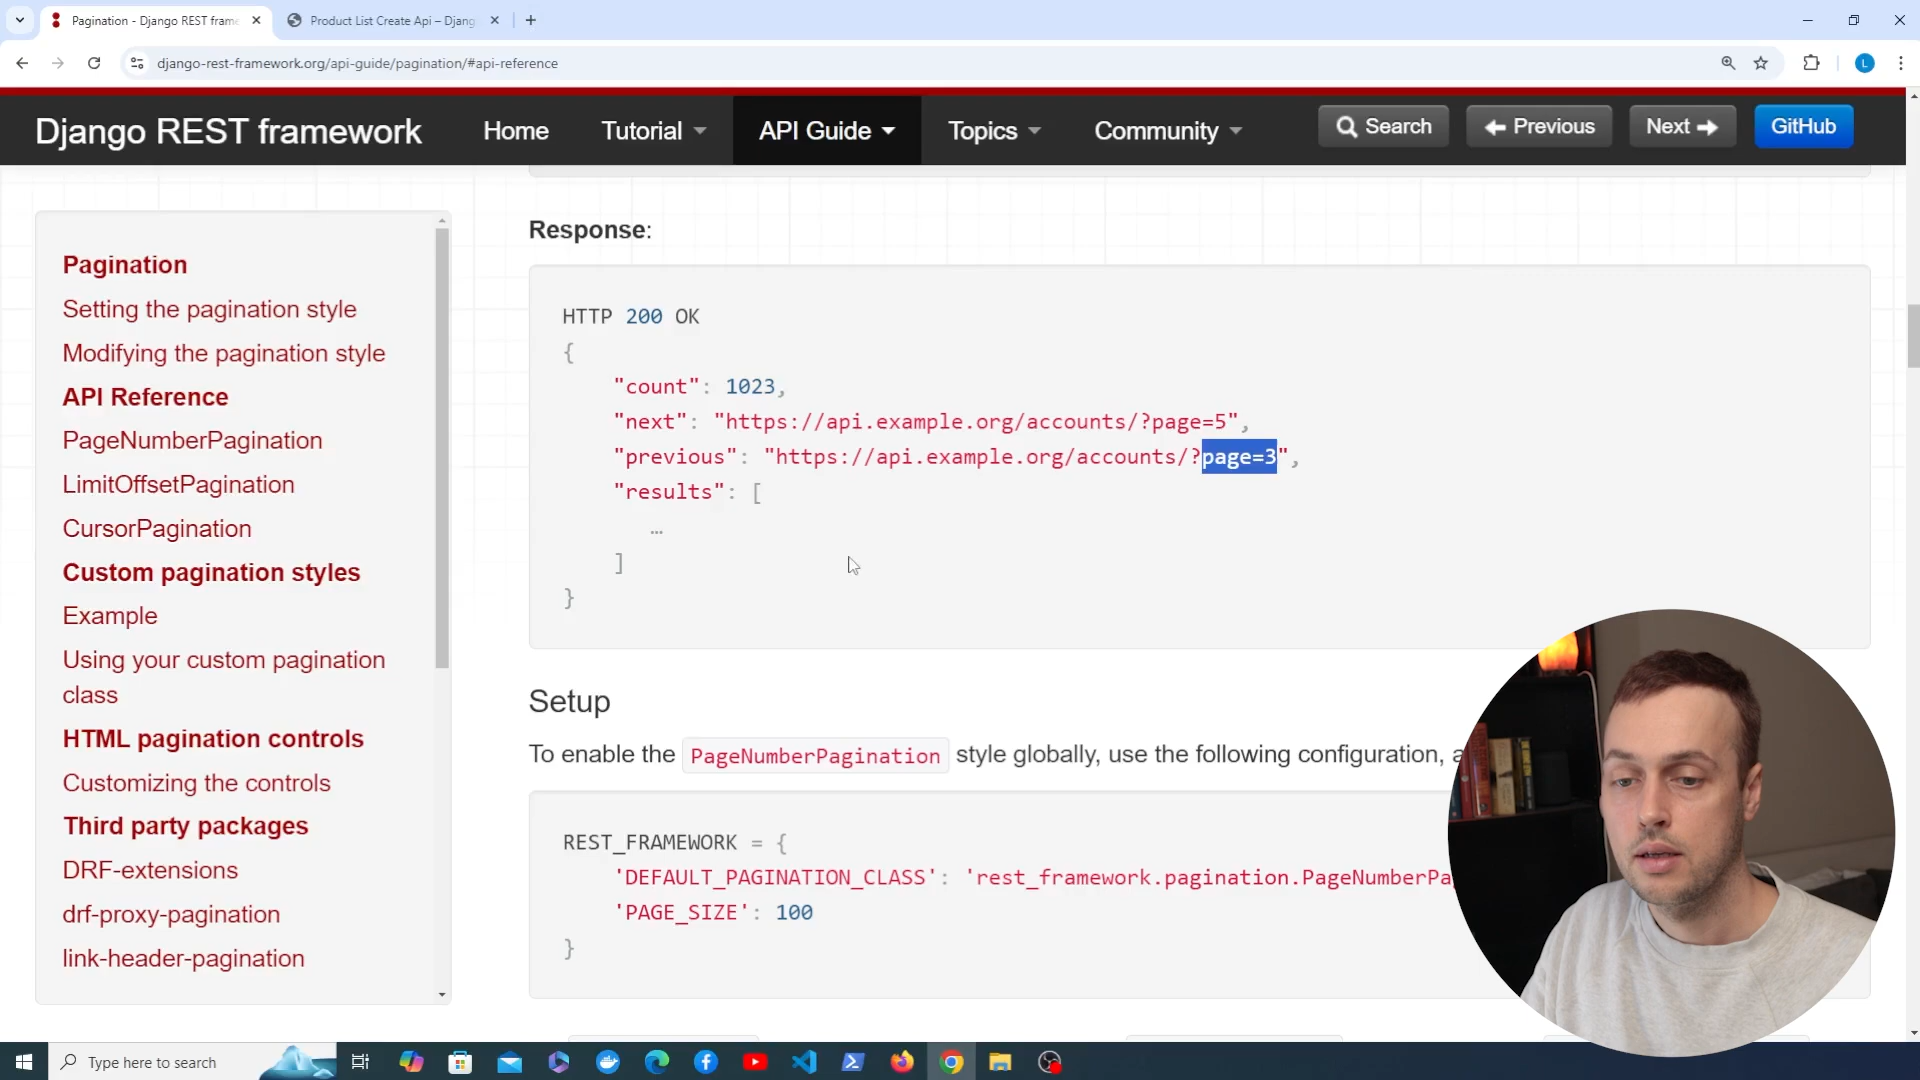 Pagination - Django REST fram
Product List Create Api – Djang
django-rest-framework.org/api-guide/pagination/#api-reference
L
Django REST framework
Home
Tutorial
API Guide
Topics
Community
Search
Previous
Next
GitHub
Pagination
Setting the pagination style
Modifying the pagination style
API Reference
PageNumberPagination
LimitOffsetPagination
CursorPagination
Custom pagination styles
Example
Using your custom pagination
class
HTML pagination controls
Customizing the controls
Third party packages
DRF-extensions
drf-proxy-pagination
link-header-pagination
Response:
HTTP 200 OK
{
"count": 1023,
"next": "https://api.example.org/accounts/?page=5",
"previous": "https://api.example.org/accounts/?page=3",
"results": [
…
]
}
Setup
To enable the PageNumberPagination style globally, use the following configuration, a
REST_FRAMEWORK = {
'DEFAULT_PAGINATION_CLASS': 'rest_framework.pagination.PageNumberPa
'PAGE_SIZE': 100
}
Type here to search